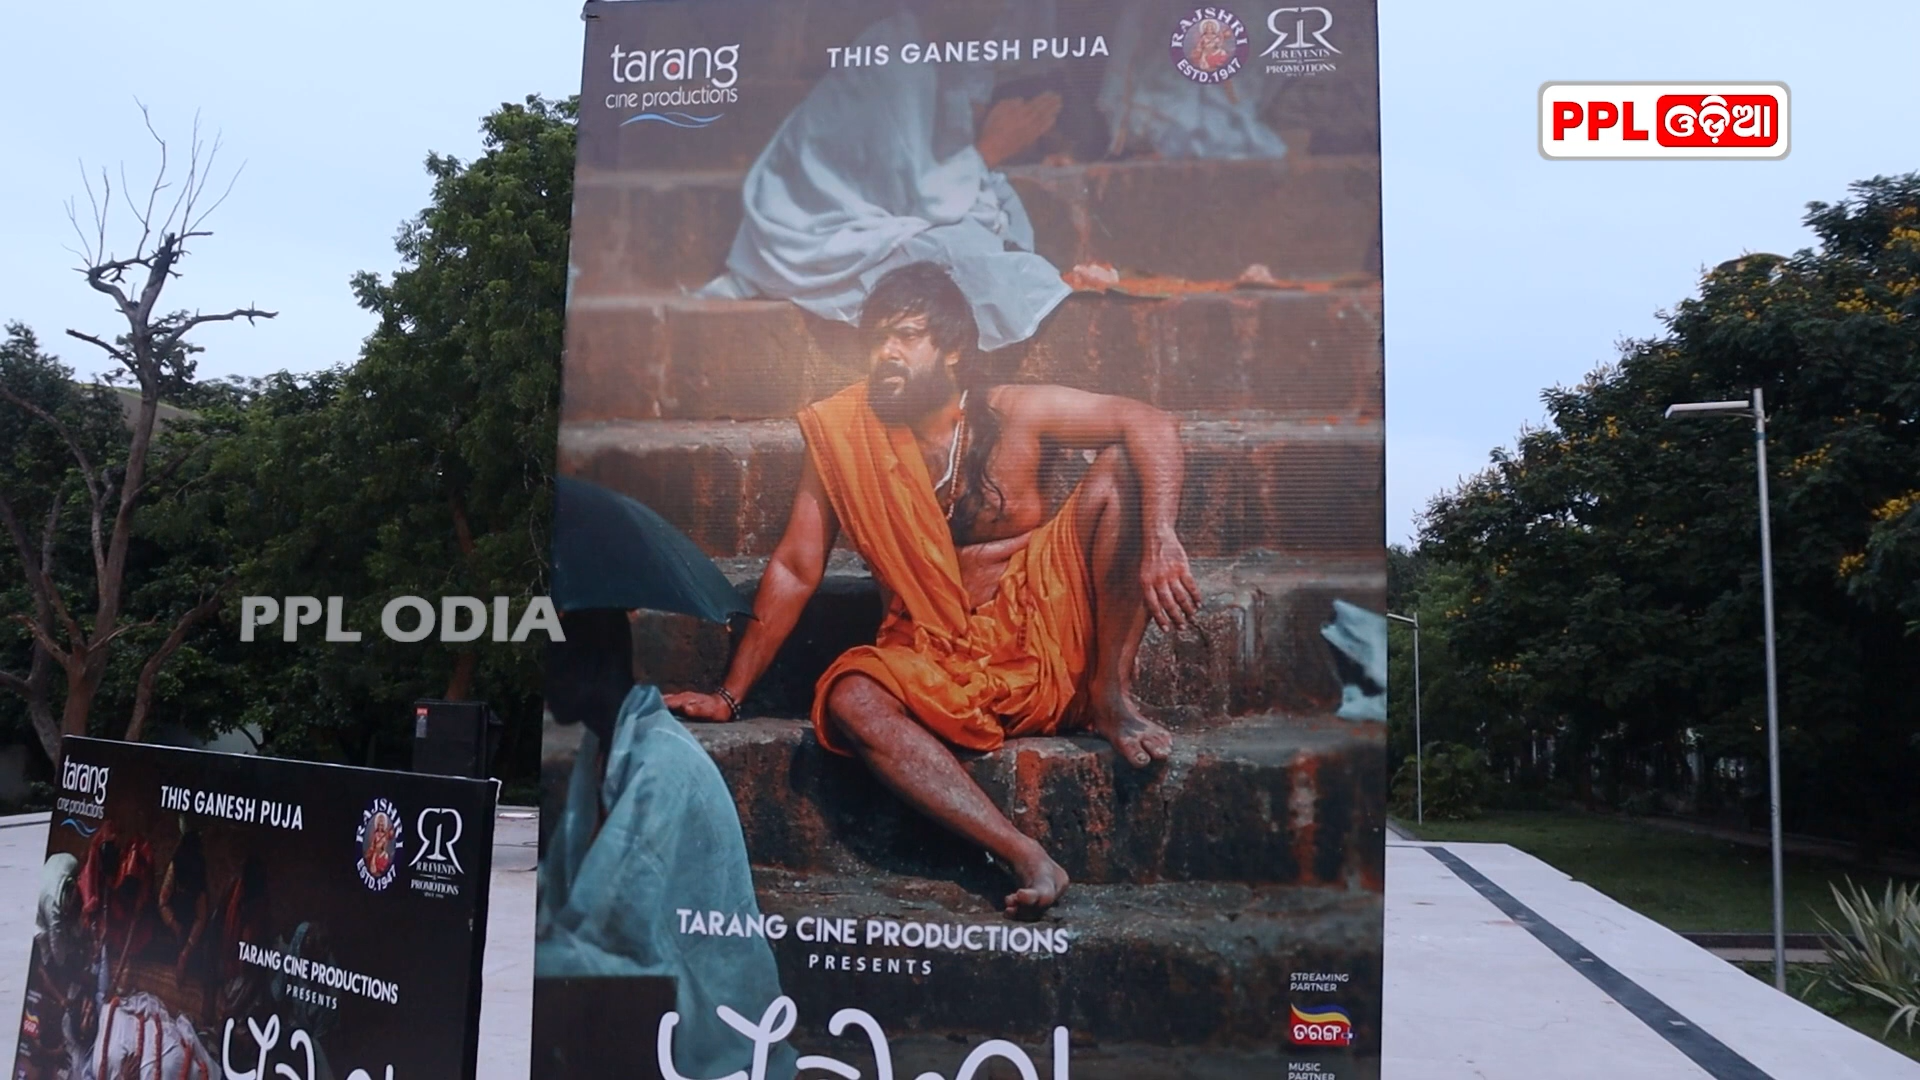 tarang
cine productions
THIS GANESH PUJA
RAJSHRI
ESTD.1947
RR
R R EVENTS
&
PROMOTIONS
PPL ଓଡ଼ିଆ
PPL ODIA
TARANG CINE PRODUCTIONS
PRESENTS
STREAMING
PARTNER
ତରଙ୍ଗ
MUSIC
PARTNER
tarang
cine productions
THIS GANESH PUJA
RAJSHRI
ESTD.1947
RR
R R EVENTS
&
PROMOTIONS
TARANG CINE PRODUCTIONS
PRESENTS